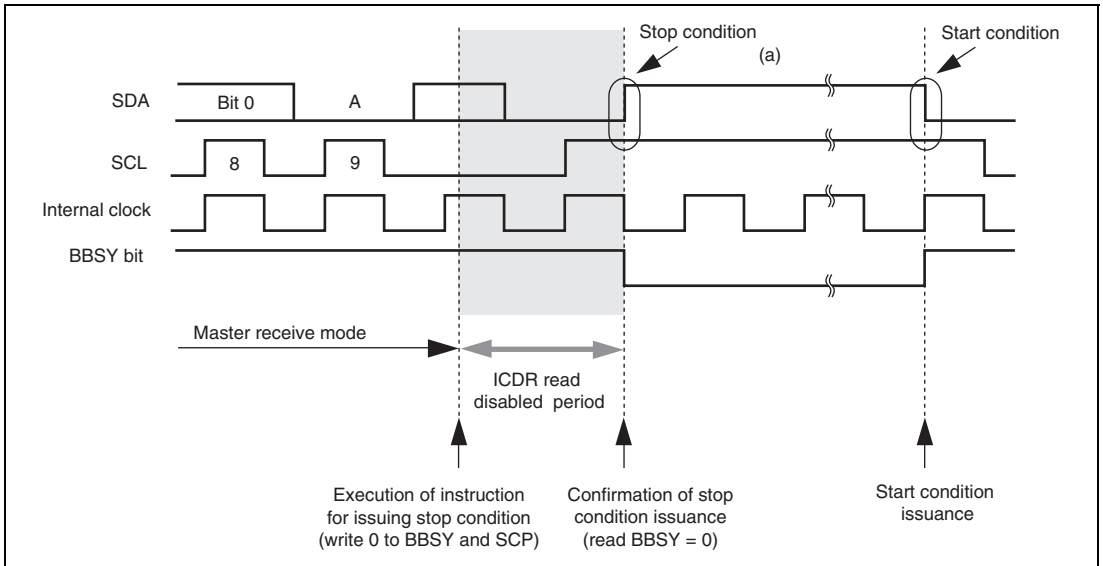 Stop condition
(a)
Start condition
SDA
Bit 0
A
SCL
8
9
Internal clock
BBSY bit
Master receive mode
ICDR read
disabled period
Execution of instruction
for issuing stop condition
(write 0 to BBSY and SCP)
Confirmation of stop
condition issuance
(read BBSY = 0)
Start condition
issuance